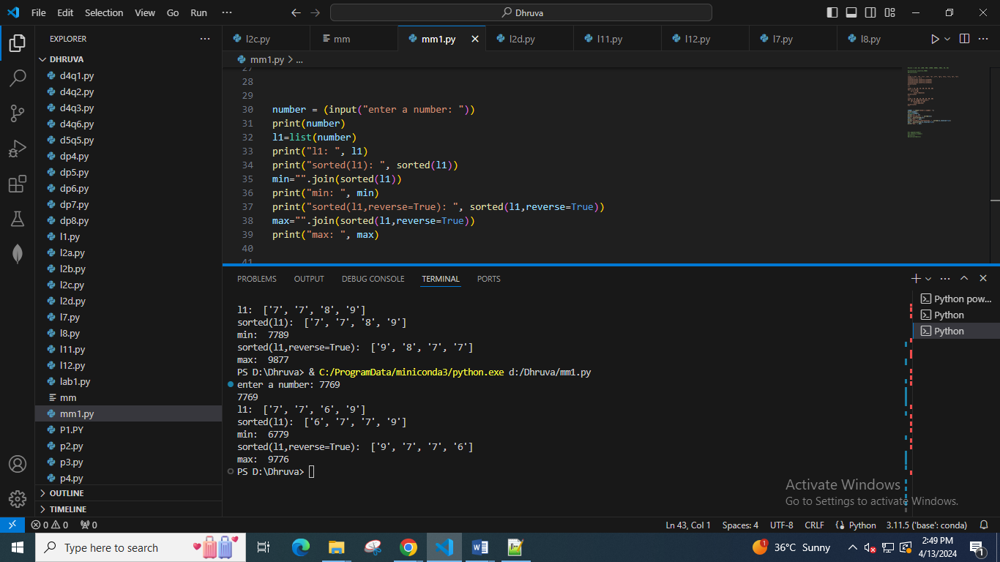 File Edit Selection View Go Run ··· Dhruva
EXPLORER ···
DHRUVA
d4q1.py
d4q2.py
d4q3.py
d4q6.py
d5q5.py
dp4.py
dp5.py
dp6.py
dp7.py
dp8.py
l1.py
l2a.py
l2b.py
l2c.py
l2d.py
l7.py
l8.py
l11.py
l12.py
lab1.py
mm
mm1.py
P1.PY
p2.py
p3.py
p4.py
OUTLINE
TIMELINE
l2c.py mm mm1.py l2d.py l11.py l12.py l7.py l8.py
mm1.py > ...
27
28
29
30 number = (input("enter a number: "))
31 print(number)
32 l1=list(number)
33 print("l1: ", l1)
34 print("sorted(l1): ", sorted(l1))
35 min="".join(sorted(l1))
36 print("min: ", min)
37 print("sorted(l1,reverse=True): ", sorted(l1,reverse=True))
38 max="".join(sorted(l1,reverse=True))
39 print("max: ", max)
40
41
PROBLEMS OUTPUT DEBUG CONSOLE TERMINAL PORTS
l1:  ['7', '7', '8', '9']
sorted(l1):  ['7', '7', '8', '9']
min:  7789
sorted(l1,reverse=True):  ['9', '8', '7', '7']
max:  9877
PS D:\Dhruva> & C:/ProgramData/miniconda3/python.exe d:/Dhruva/mm1.py
enter a number: 7769
7769
l1:  ['7', '7', '6', '9']
sorted(l1):  ['6', '7', '7', '9']
min:  6779
sorted(l1,reverse=True):  ['9', '7', '7', '6']
max:  9776
PS D:\Dhruva>
Python pow...
Python
Python
Activate Windows
Go to Settings to activate Windows.
0 0 0 Ln 43, Col 1 Spaces: 4 UTF-8 CRLF Python 3.11.5 ('base': conda)
Type here to search 1 36°C Sunny 2:49 PM
4/13/2024 1